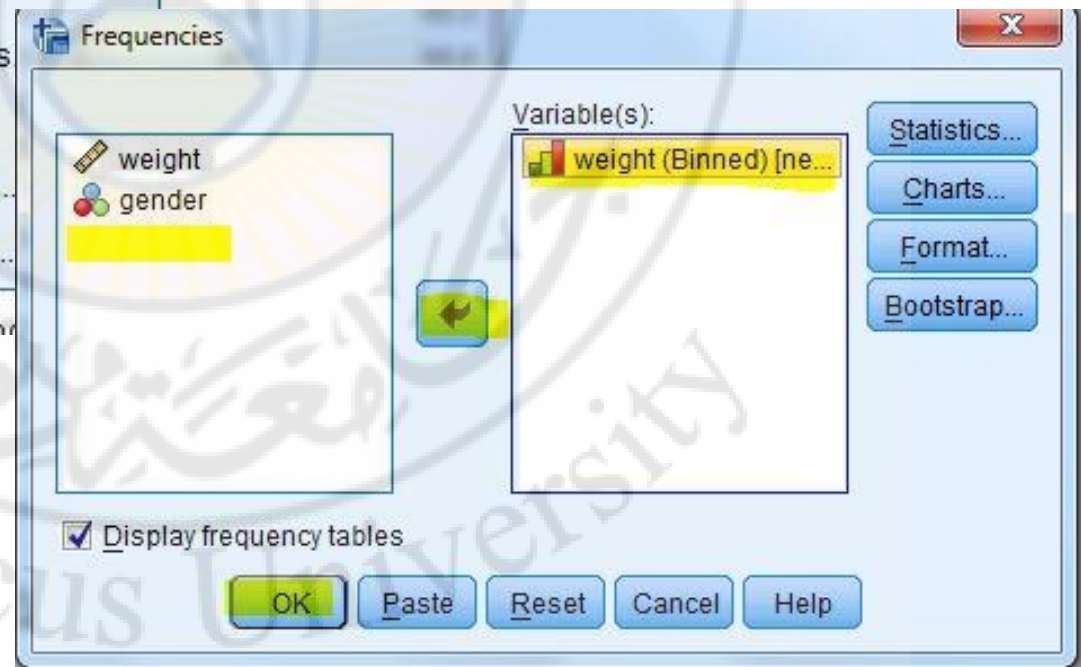 Frequencies
Variable(s):
weight
gender
weight (Binned) [ne...
Statistics...
Charts...
Format...
Bootstrap...
Display frequency tables
OK
Paste
Reset
Cancel
Help
University